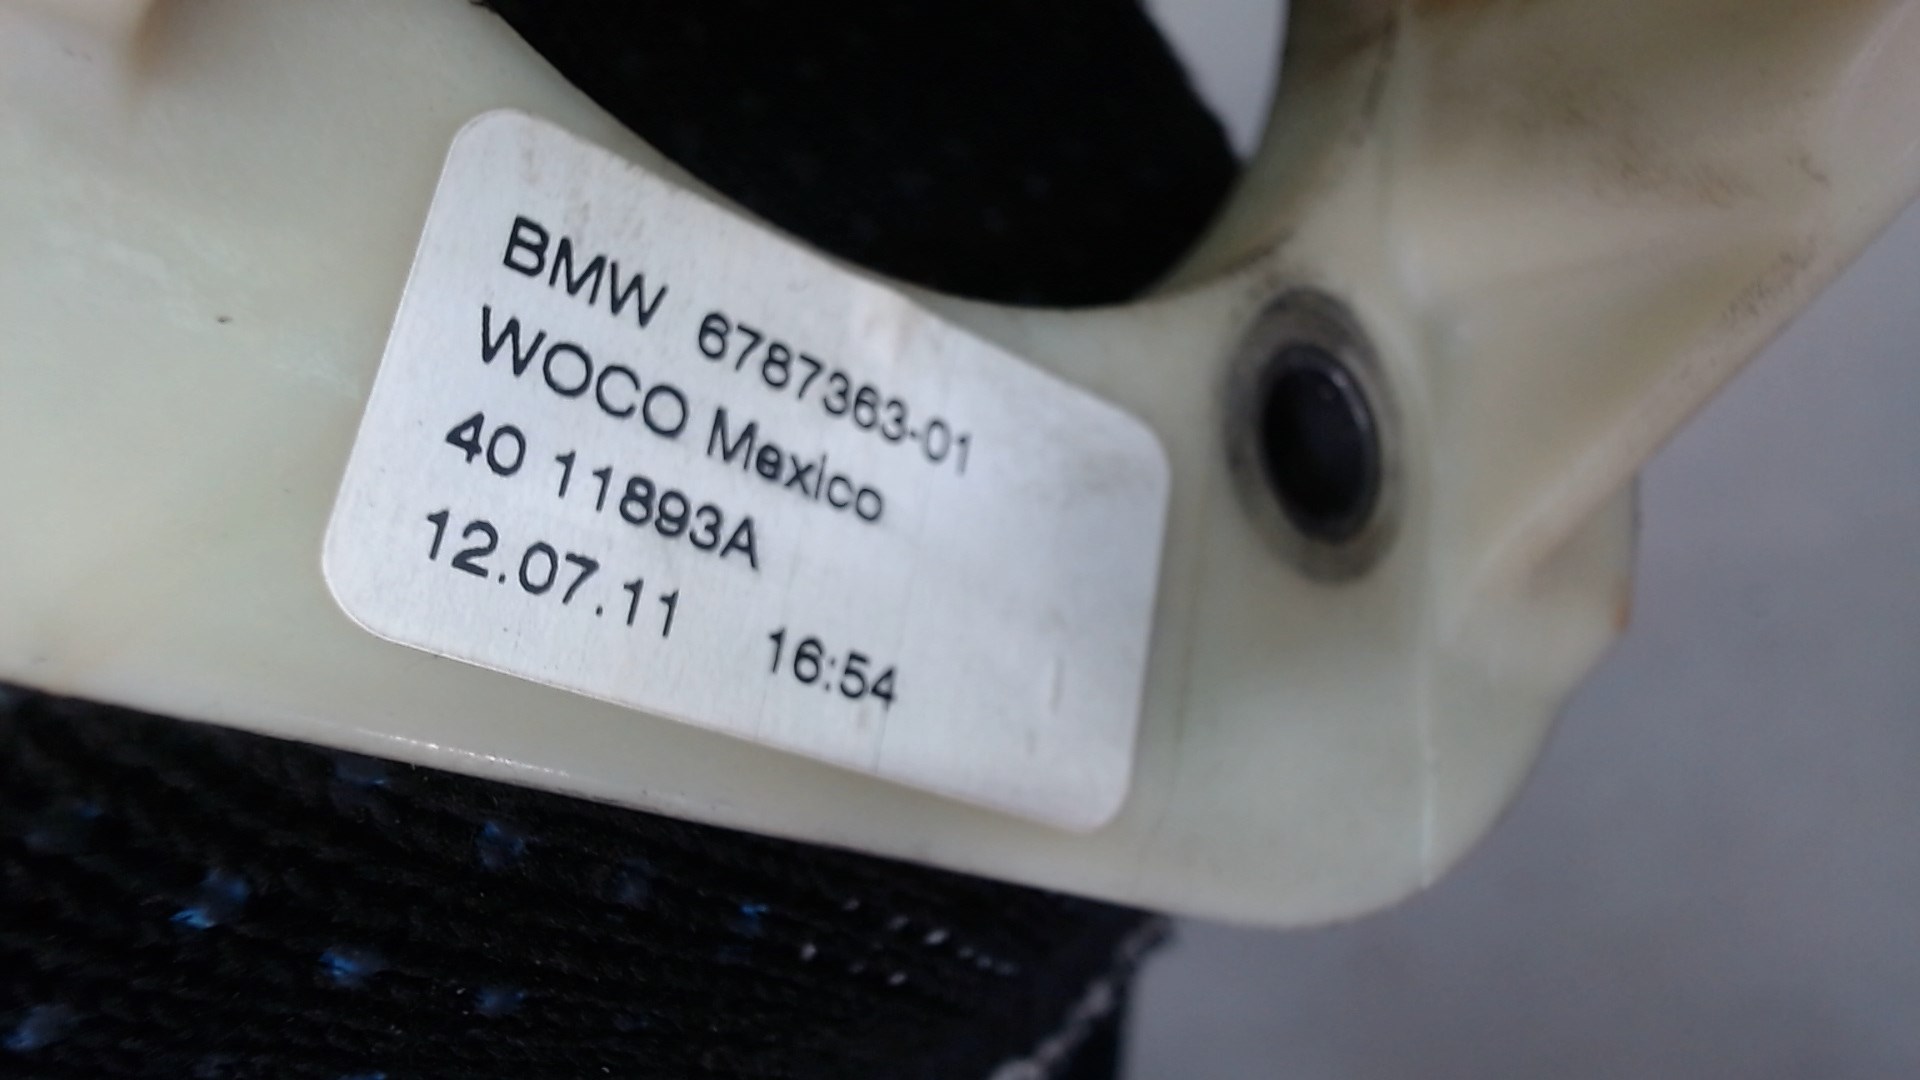 BMW 6787363-01
WOCO Mexico
40 11893A
12.07.11 16:54